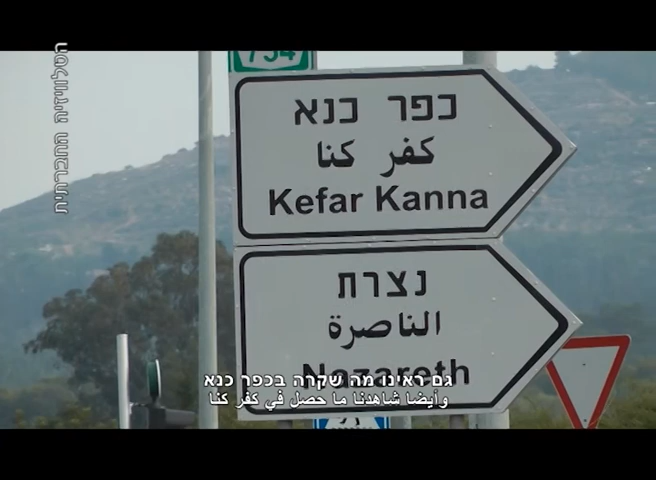 754
כפר כנא
كفر كنا
Kefar Kanna
נצרת
الناصرة
Nazareth
גם ראינו מה שקרה בכפר כנא
وأيضا شاهدنا ما حصل في كفر كنا
הטלוויזיה החברתית